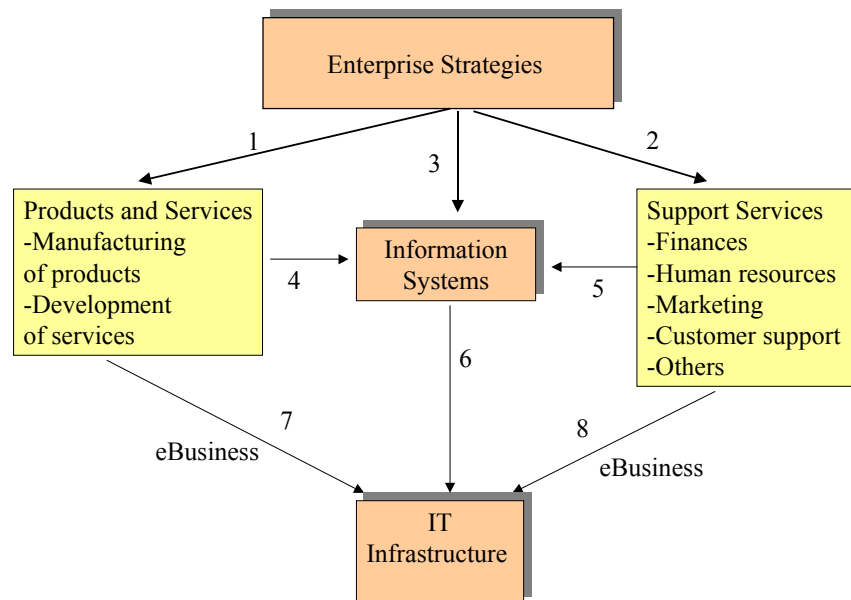 Enterprise Strategies
1
3
2
Products and Services
-Manufacturing
of products
-Development
of services
4
Information
Systems
5
Support Services
-Finances
-Human resources
-Marketing
-Customer support
-Others
6
7
eBusiness
8
eBusiness
IT
Infrastructure